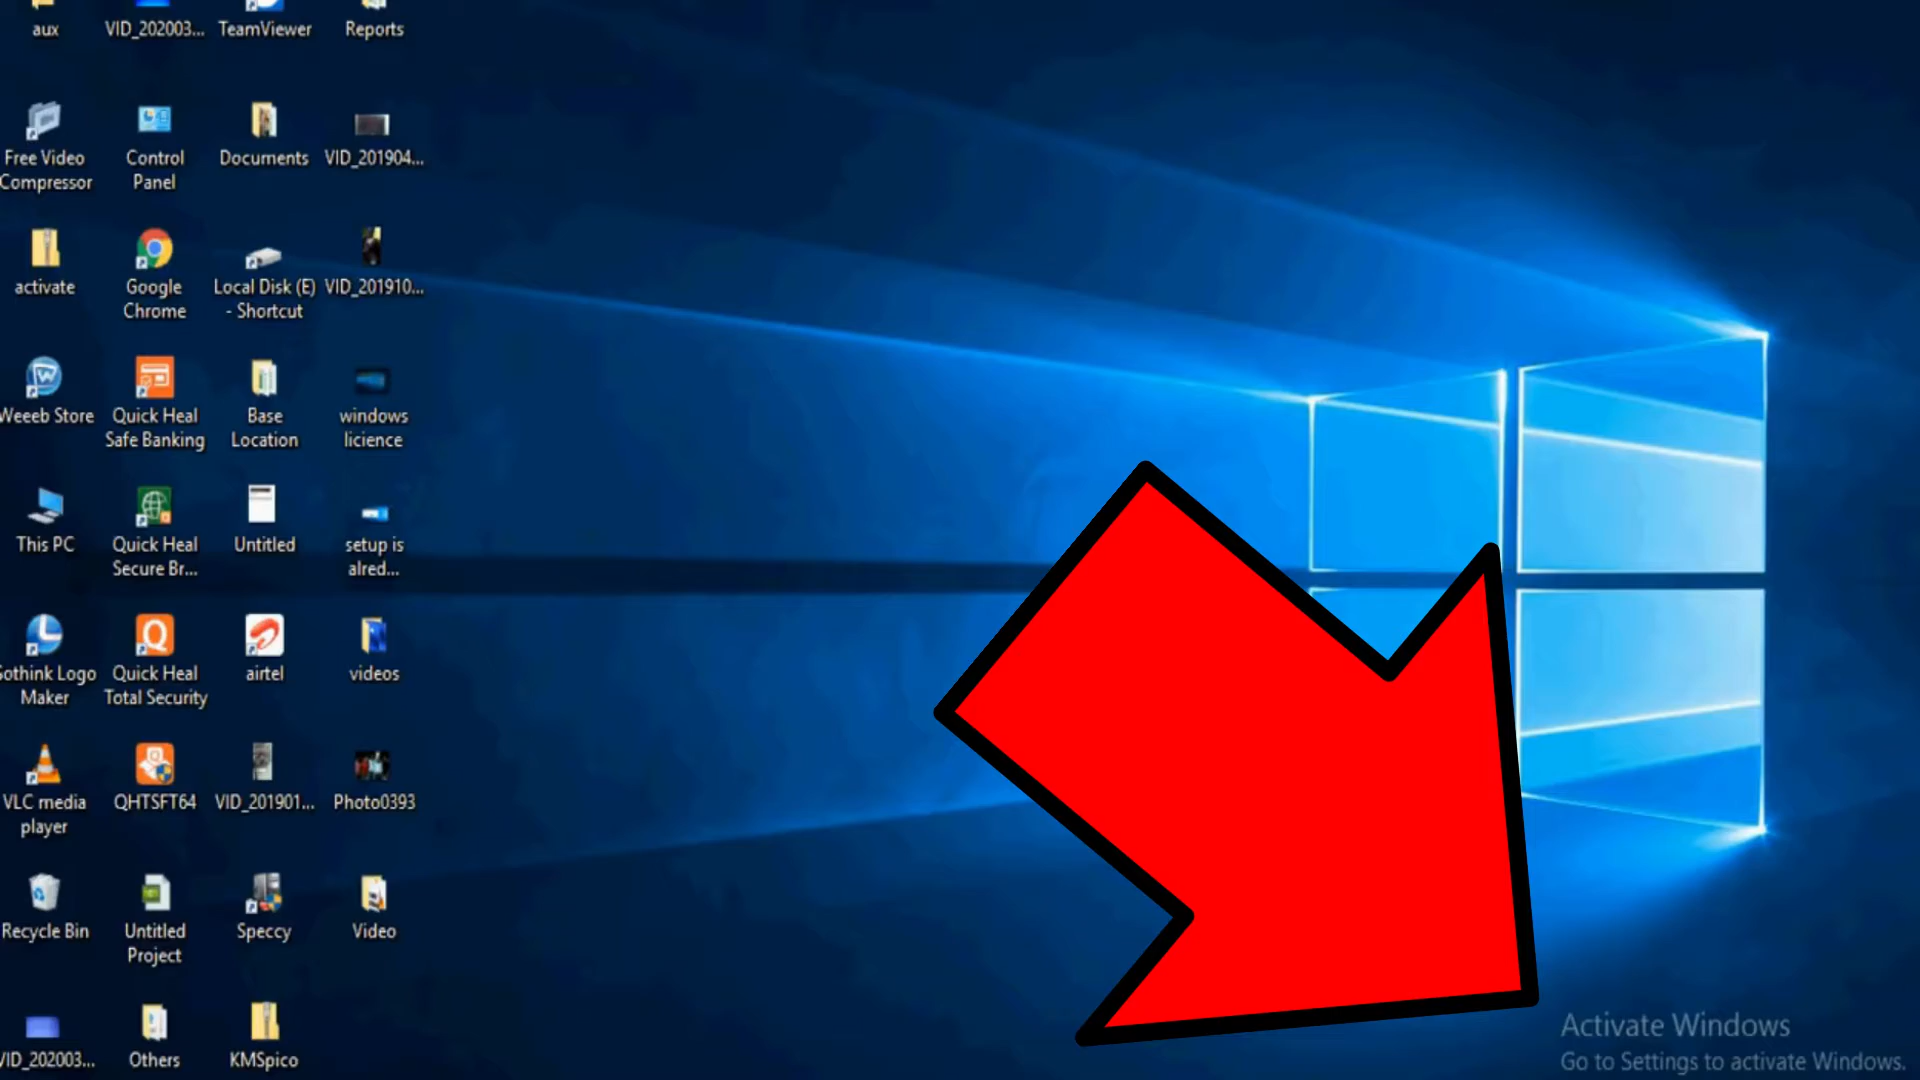 aux
VID_202003...
TeamViewer
Reports
Free Video
Compressor
Control
Panel
Documents
VID_201904...
activate
Google
Chrome
Local Disk (E)
- Shortcut
VID_201910...
Weeeb Store
Quick Heal
Safe Banking
Base
Location
windows
licience
This PC
Quick Heal
Secure Br...
Untitled
setup is
alred...
othink Logo
Maker
Quick Heal
Total Security
airtel
videos
VLC media
player
QHTSFT64
VID_201901...
Photo0393
Recycle Bin
Untitled
Project
Speccy
Video
VID_202003...
Others
KMSpico
Activate Windows
Go to Settings to activate Windows.